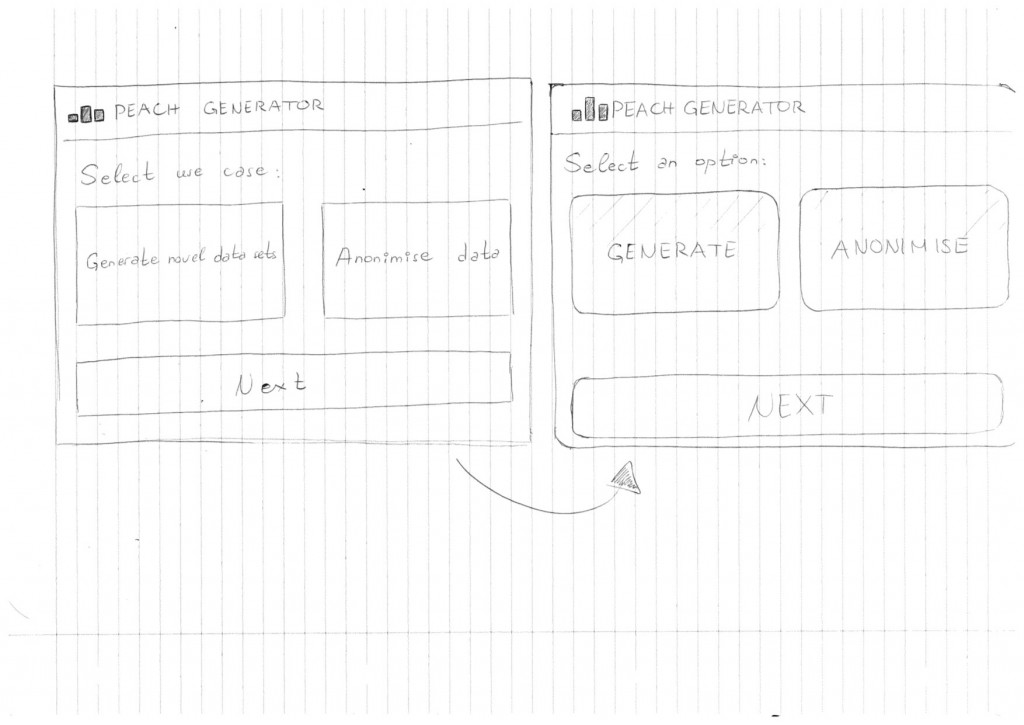 PEACH GENERATOR
Select use case:
Generate novel data sets
Anonimise data
Next
PEACH GENERATOR
Select an option:
GENERATE
ANONIMISE
NEXT